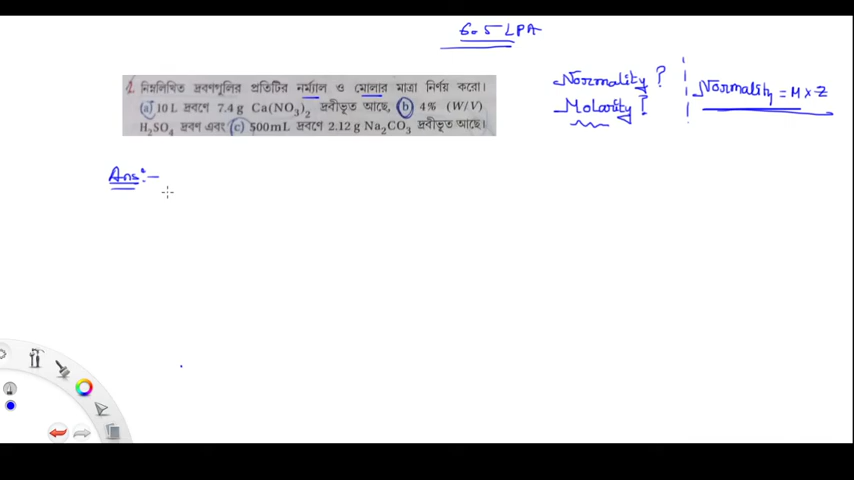 6.5 LPA
2. নিম্নলিখিত দ্রবণগুলির প্রতিটির নর্ম্যাল ও মোলার মাত্রা নির্ণয় করো।
(a) 10 L দ্রবণে 7.4 g Ca(NO₃)₂ দ্রবীভূত আছে, (b) 4% (W/V)
H₂SO₄ দ্রবণ এবং (c) 500mL দ্রবণে 2.12 g Na₂CO₃ দ্রবীভূত আছে।
Normality ?
Molarity ?
Normality = M × Z
Ans :-